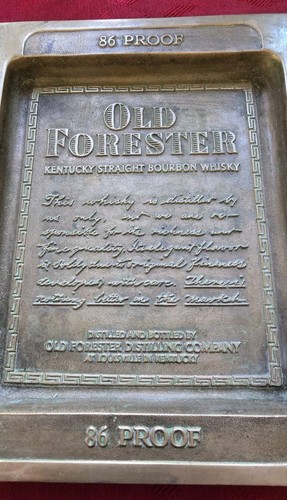 86 PROOF
OLD
FORESTER
KENTUCKY STRAIGHT BOURBON WHISKY
This whisky is distilled by
us only, and we are re-
sponsible for its richness and
fine quality. Its elegant flavor
is solely due to original fineness
developed with care. There is
nothing better in the market.
DISTILLED AND BOTTLED BY
OLD FORESTER DISTILLING COMPANY
AT LOUISVILLE IN KENTUCKY
86 PROOF